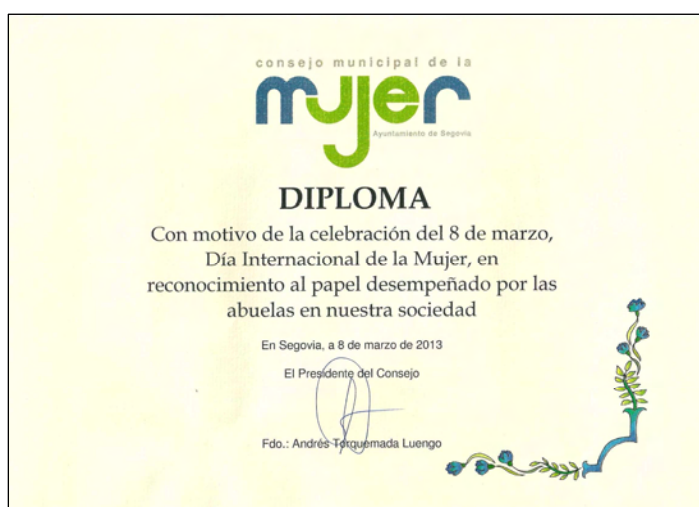 consejo municipal de la
mujer
Ayuntamiento de Segovia
DIPLOMA
Con motivo de la celebración del 8 de marzo,
Día Internacional de la Mujer, en
reconocimiento al papel desempeñado por las
abuelas en nuestra sociedad
En Segovia, a 8 de marzo de 2013
El Presidente del Consejo
Fdo.: Andrés Torquemada Luengo